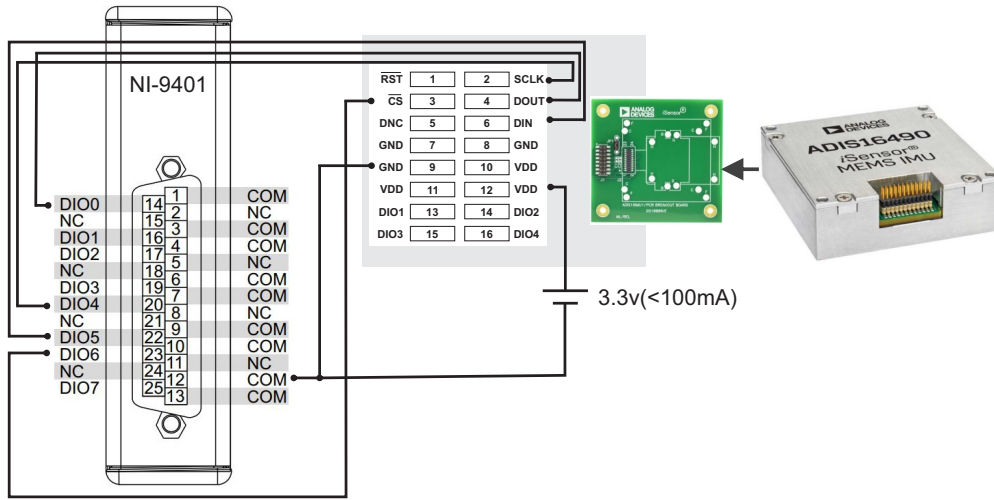 NI-9401
DIO0
NC
DIO1
DIO2
NC
DIO3
DIO4
NC
DIO5
DIO6
NC
DIO7
14
15
16
17
18
19
20
21
22
23
24
25
1
2
3
4
5
6
7
8
9
10
11
12
13
COM
NC
COM
COM
NC
COM
COM
NC
COM
COM
NC
COM
COM
RST 1 2 SCLK
CS 3 4 DOUT
DNC 5 6 DIN
GND 7 8 GND
GND 9 10 VDD
VDD 11 12 VDD
DIO1 13 14 DIO2
DIO3 15 16 DIO4
3.3v(<100mA)
ANALOG
DEVICES
iSensor®
ANALOG
DEVICES
ADIS16490
iSensor®
MEMS IMU